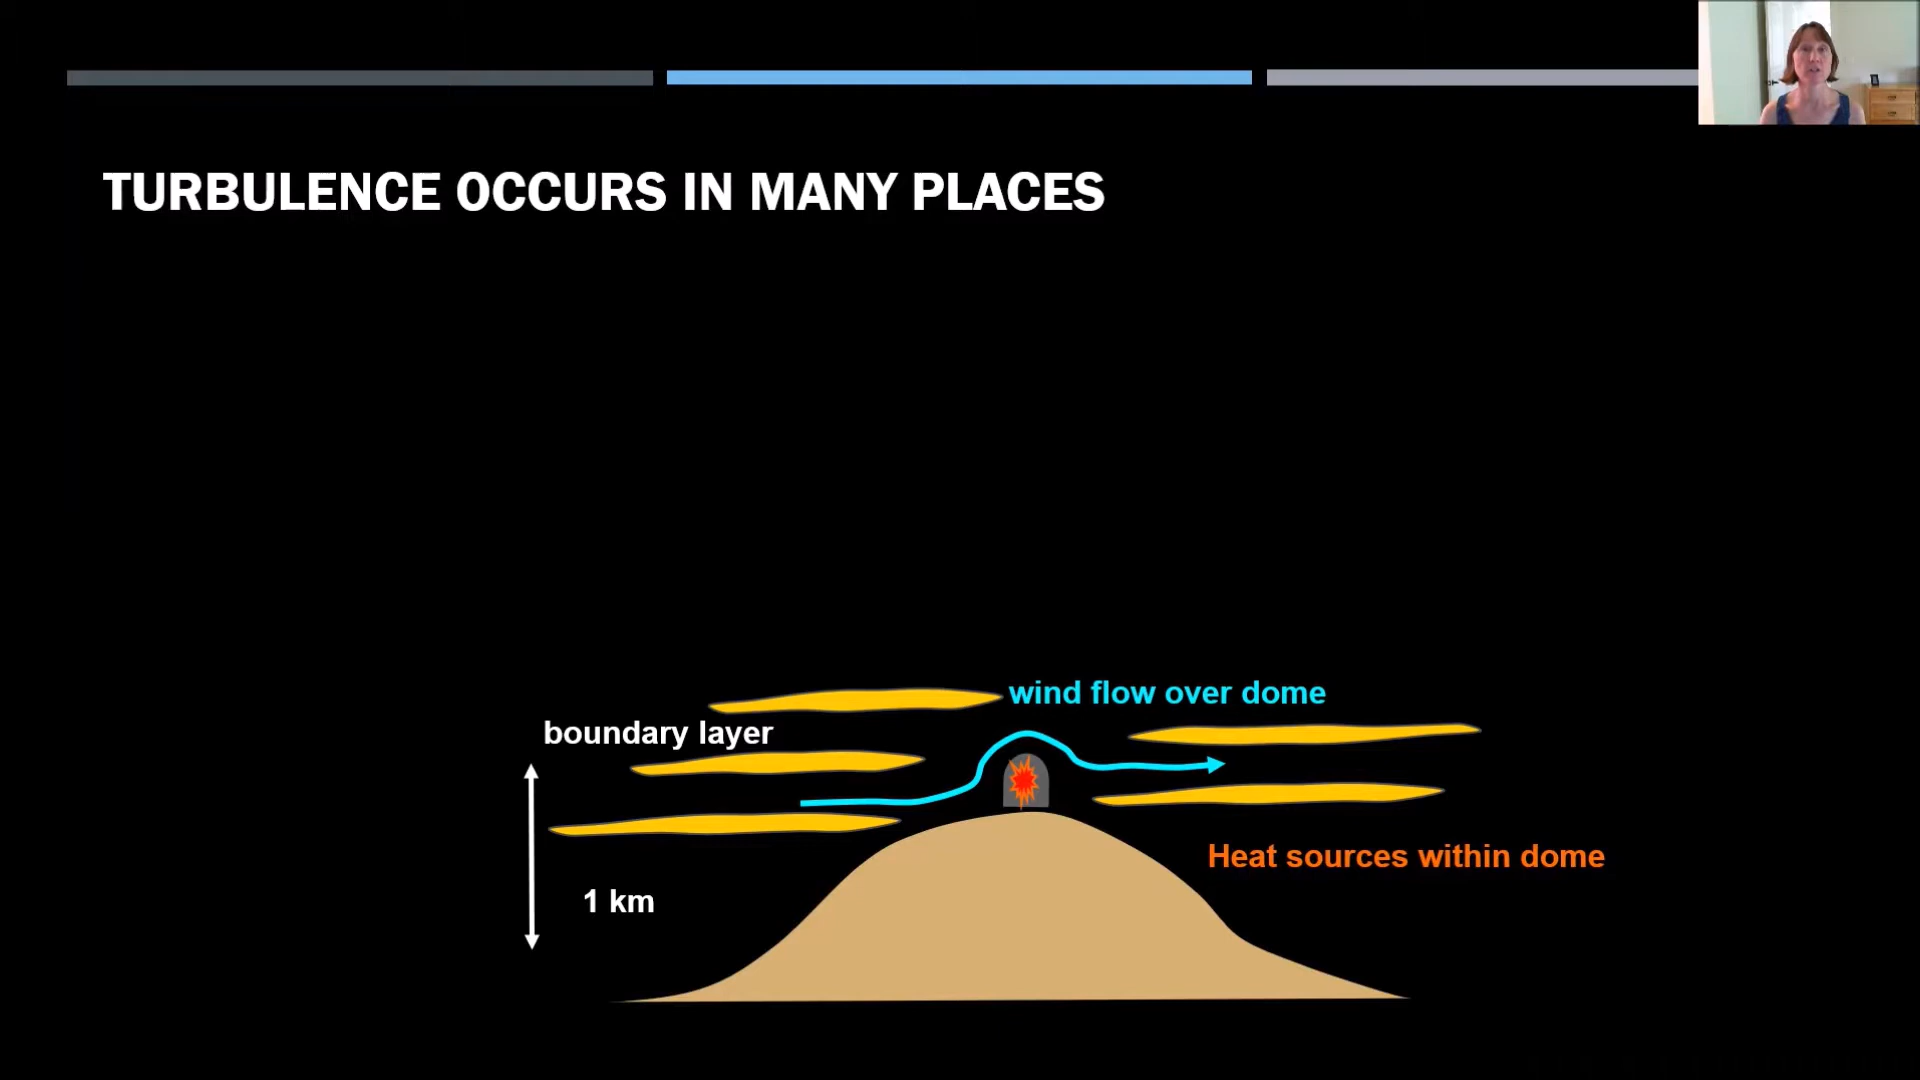 TURBULENCE OCCURS IN MANY PLACES
wind flow over dome
boundary layer
Heat sources within dome
1 km